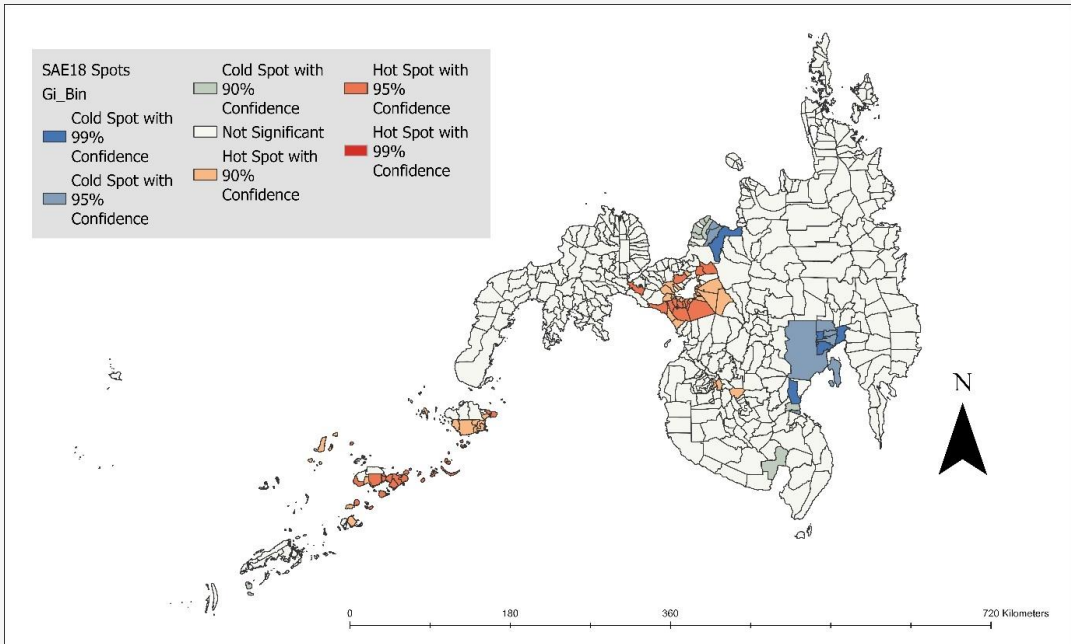 SAE18 Spots
Gi_Bin
Cold Spot with
99%
Confidence
Cold Spot with
95%
Confidence
Cold Spot with
90%
Confidence
Not Significant
Hot Spot with
90%
Confidence
Hot Spot with
95%
Confidence
Hot Spot with
99%
Confidence
N
0
180
360
720 Kilometers